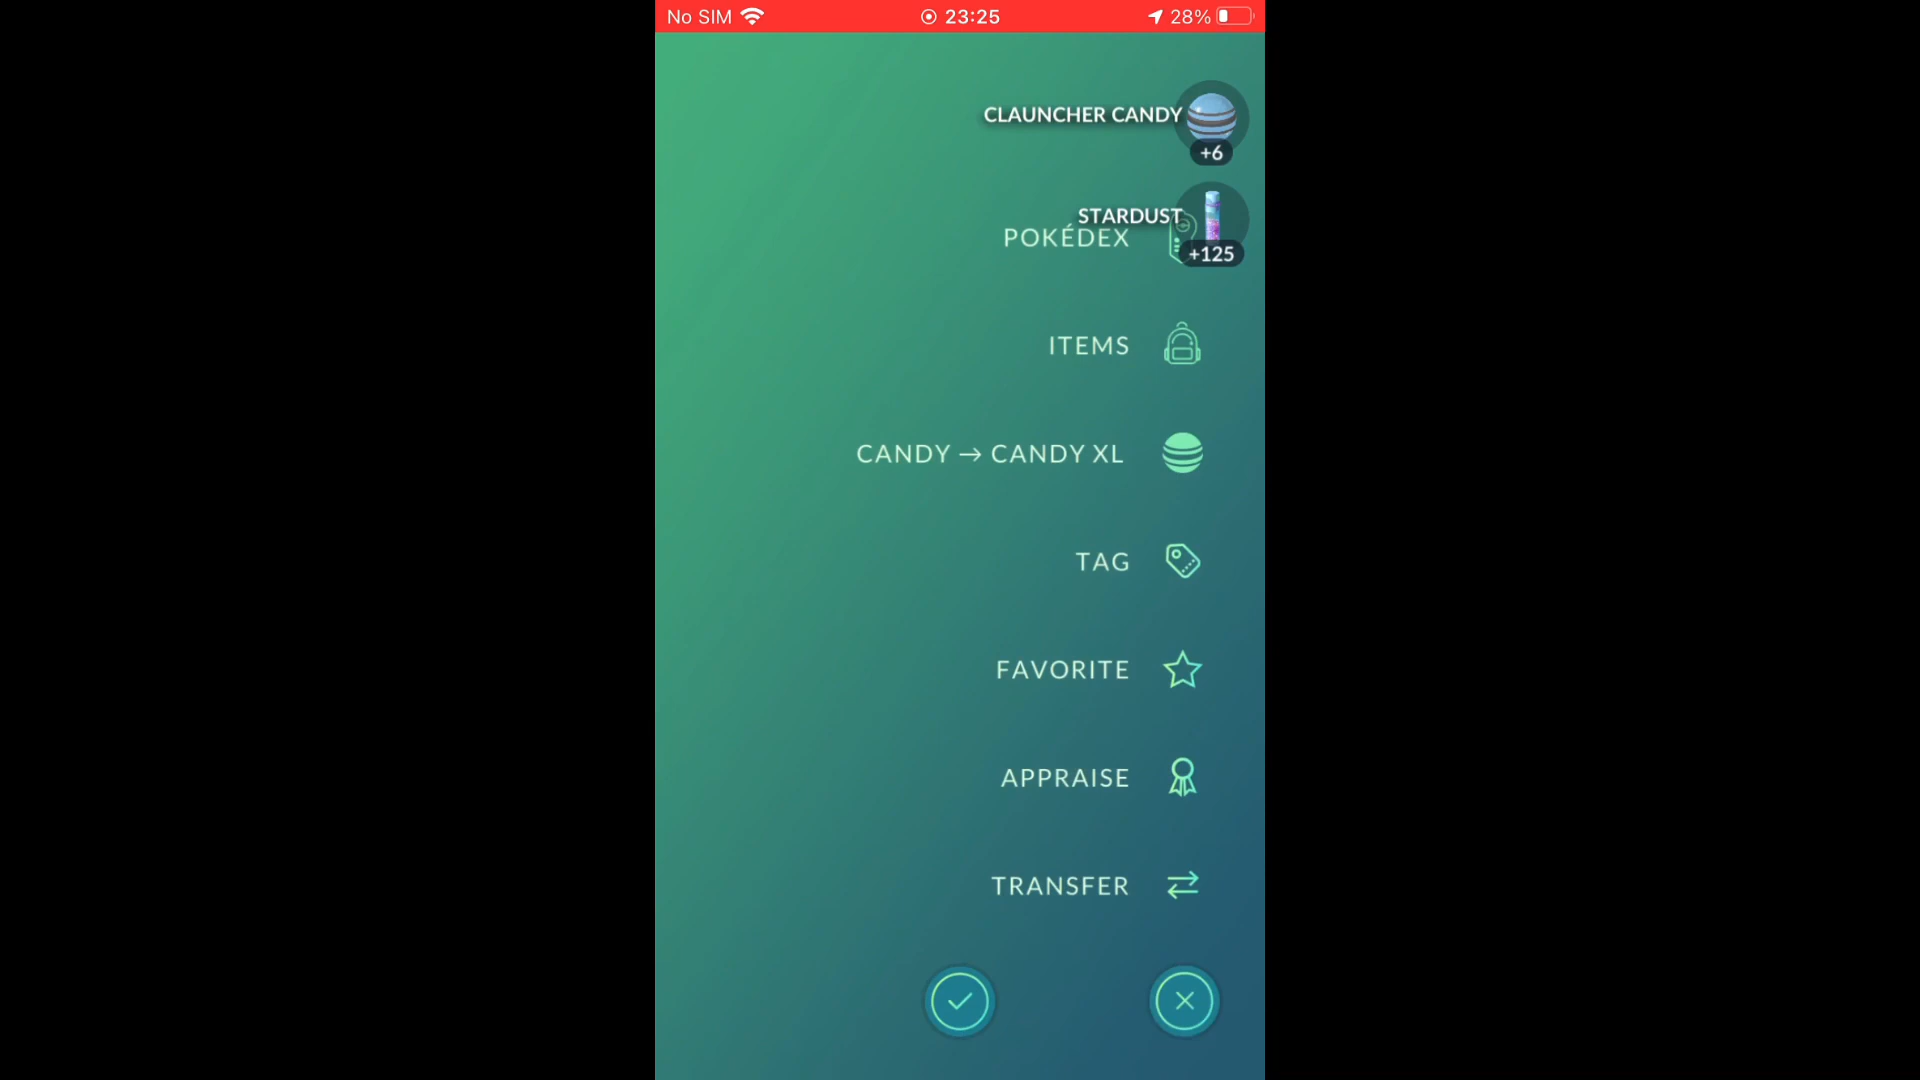 No SIM 23:25 28%
CLAUNCHER CANDY
+6
STARDUST
POKÉDEX
+125
ITEMS
CANDY → CANDY XL
TAG
FAVORITE
APPRAISE
TRANSFER